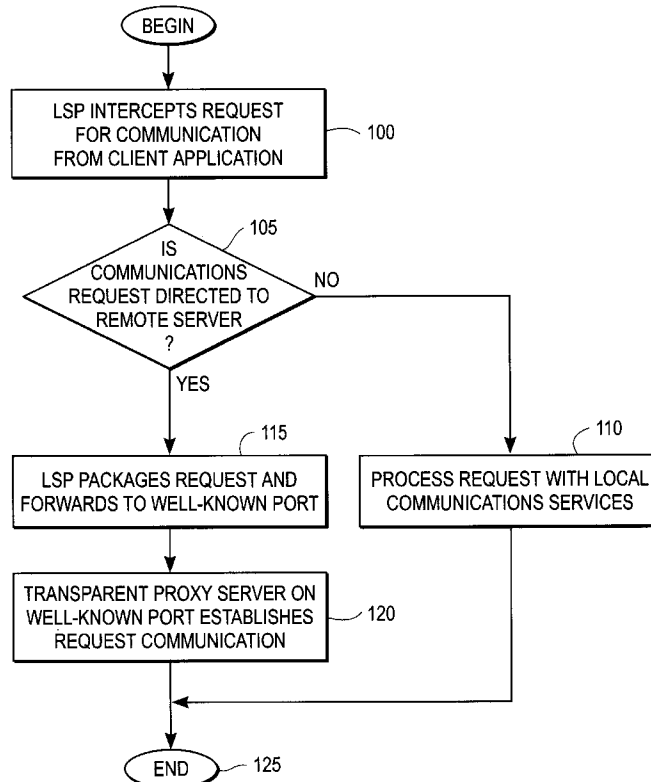 BEGIN
LSP INTERCEPTS REQUEST
FOR COMMUNICATION
FROM CLIENT APPLICATION
100
105
IS
COMMUNICATIONS
REQUEST DIRECTED TO
REMOTE SERVER
?
NO
YES
115
LSP PACKAGES REQUEST AND
FORWARDS TO WELL-KNOWN PORT
110
PROCESS REQUEST WITH LOCAL
COMMUNICATIONS SERVICES
TRANSPARENT PROXY SERVER ON
WELL-KNOWN PORT ESTABLISHES
REQUEST COMMUNICATION
120
END
125